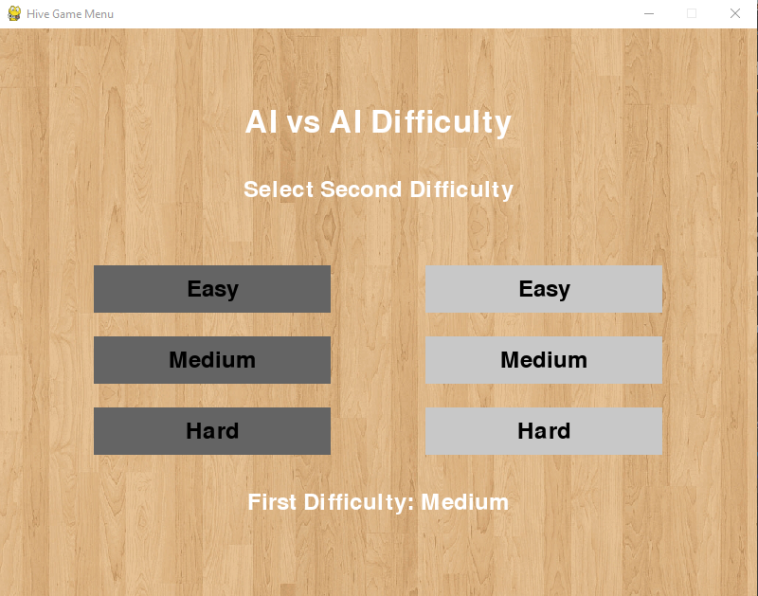 Hive Game Menu
AI vs AI Difficulty
Select Second Difficulty
Easy Easy
Medium Medium
Hard Hard
First Difficulty: Medium